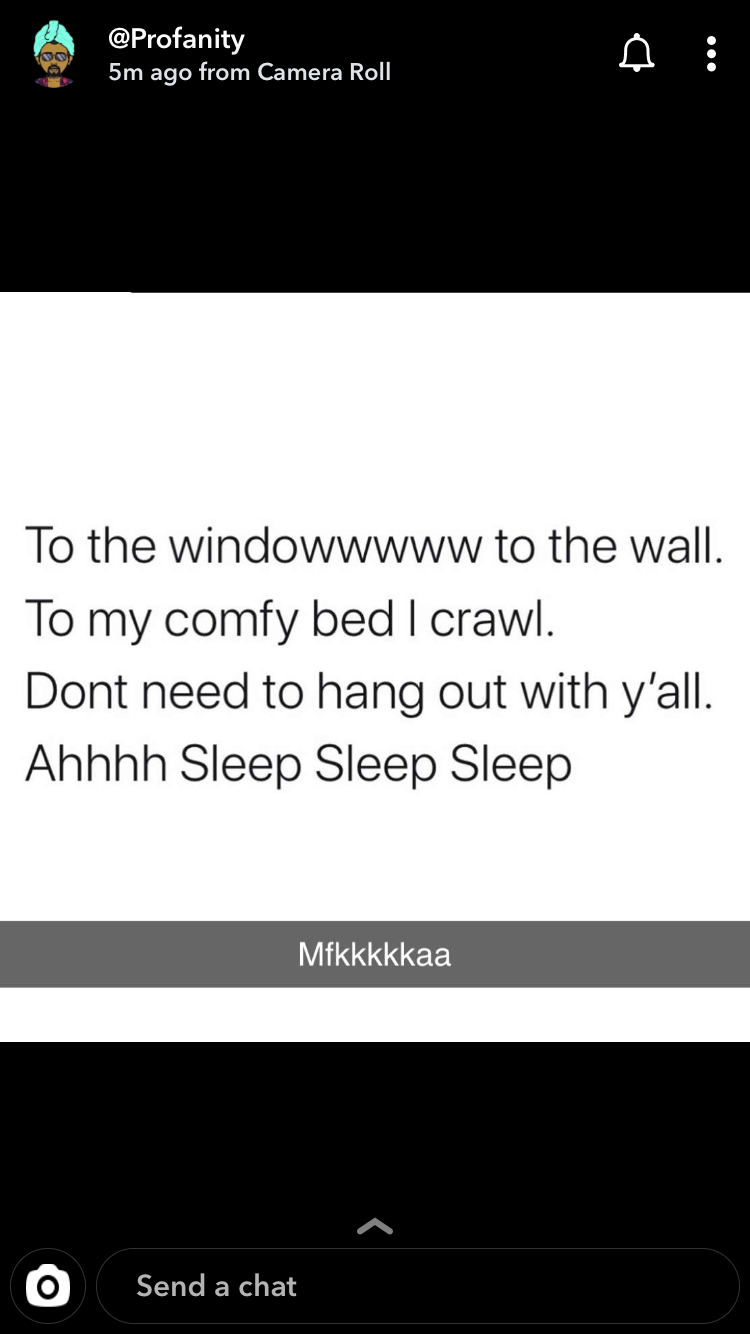 @Profanity
5m ago from Camera Roll
To the windowwwww to the wall.
To my comfy bed I crawl.
Dont need to hang out with y’all.
Ahhhh Sleep Sleep Sleep
Mfkkkkkaa
Send a chat